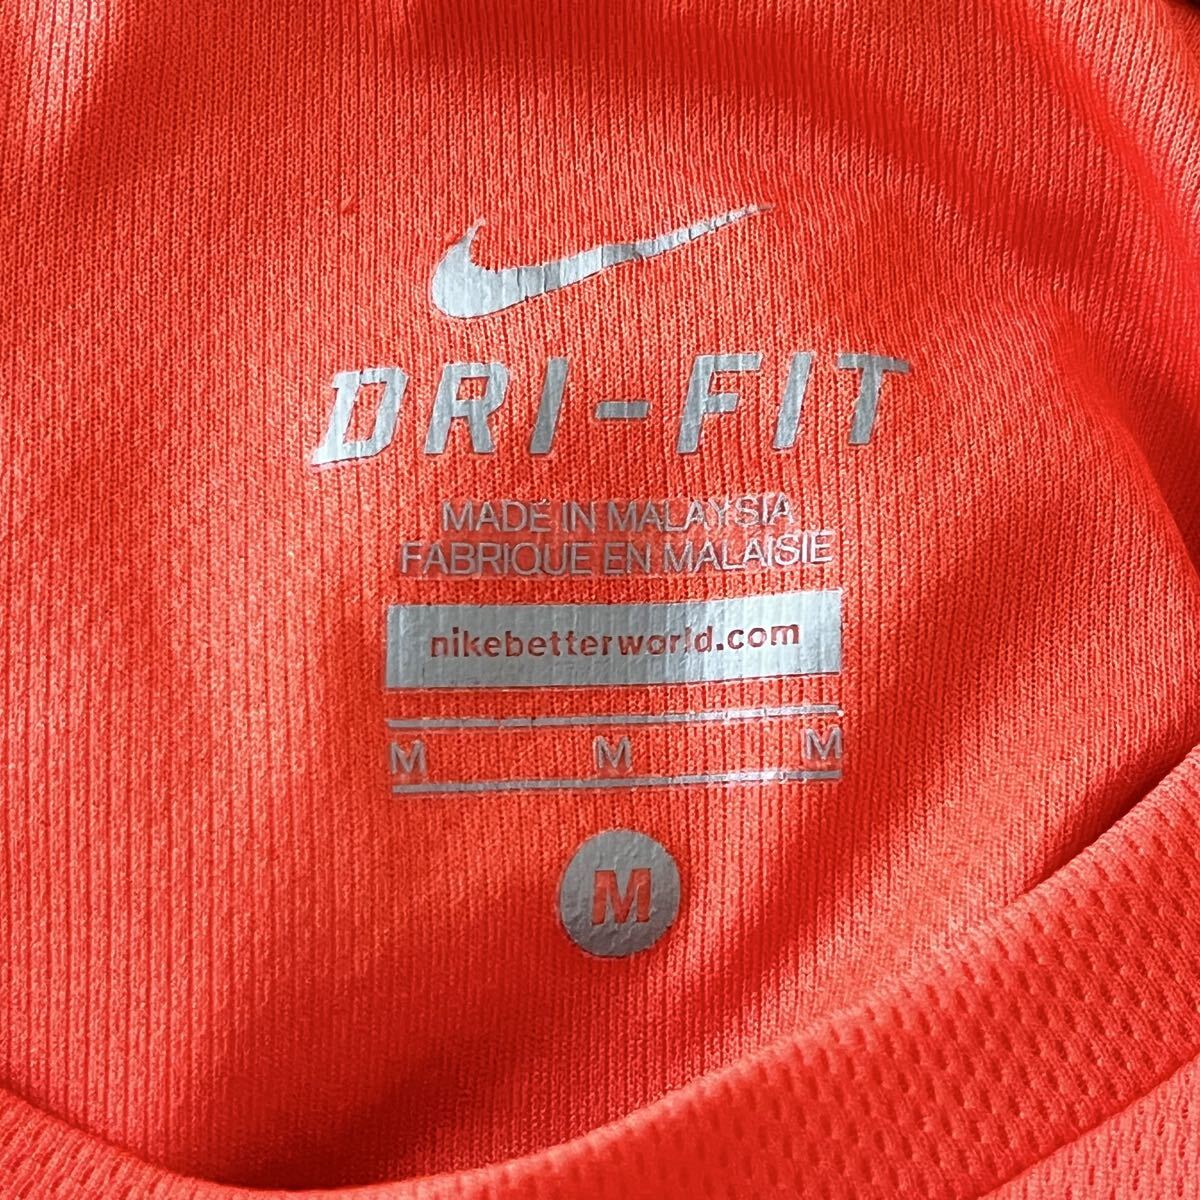 DRI-FIT
MADE IN MALAYSIA
FABRIQUE EN MALAISIE
nikebetterworld.com
M M M
M